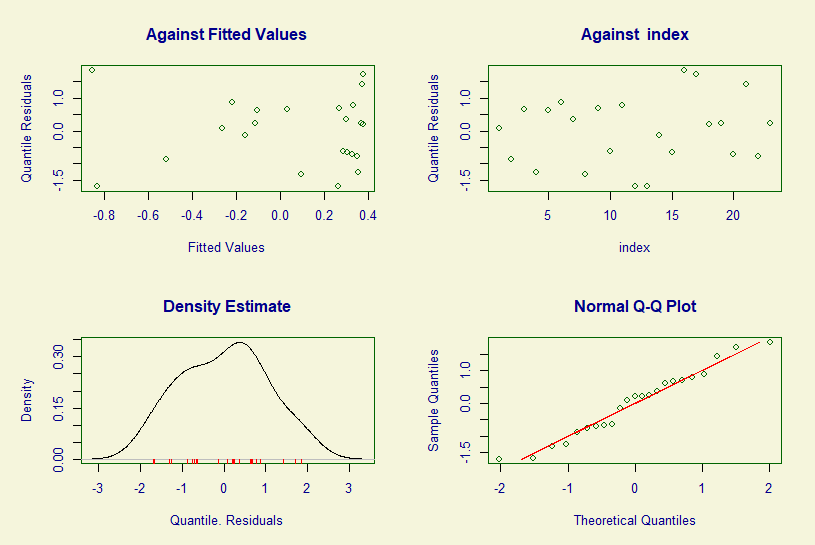 Against Fitted Values
Quantile Residuals
-1.5 0.0 1.0
-0.8 -0.6 -0.4 -0.2 0.0 0.2 0.4
Fitted Values
Against index
Quantile Residuals
-1.5 0.0 1.0
5 10 15 20
index
Density Estimate
Density
0.00 0.15 0.30
-3 -2 -1 0 1 2 3
Quantile. Residuals
Normal Q-Q Plot
Sample Quantiles
-1.5 0.0 1.0
-2 -1 0 1 2
Theoretical Quantiles